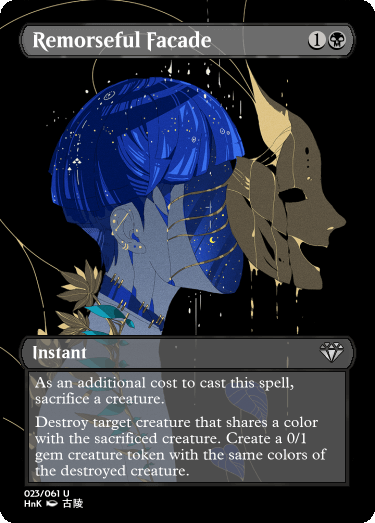 Remorseful Facade 1
Instant
As an additional cost to cast this spell,
sacrifice a creature.
Destroy target creature that shares a color
with the sacrificed creature. Create a 0/1
gem creature token with the same colors of
the destroyed creature.
023/061 U
HnK 古陵